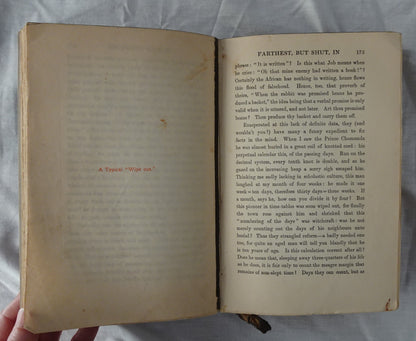 A Typical "Wipe out."
FARTHEST, BUT SHUT, IN 173
phrase: "It is written"? Is this what Job means when
he cries: "Oh that mine enemy had written a book!"?
Certainly the African has nothing in writing, hence flows
this flood of falsehood. Hence, too, that proverb of
theirs, "When the rabbit was promised beans he pro-
duced a basket," the idea being that a verbal promise is only
valued when it is attested, and not later. Art thou promised
beans? Then produce thy basket and carry them off.
Exasperated at this lack of definite data, they (and
wouldn't you?) have many a funny expedient to fix
facts in the mind. When I saw the Prince Chamunda
he was almost buried in a great coil of knotted cord: his
perpetual calendar this, of the passing days. Run on the
decimal system, every tenth knot is double, and so he
gazed on the increasing heap a sorry sigh escaped him.
Thinking me sadly lacking in scholastic culture, this man
laughed at my month of four weeks: he made it one
week = ten days, therefore thirty days = three weeks. If
a month, says he, how can you divide it by four? But
this pioneer in time-tables was soon wiped out, for finally the
town rose against him and shrieked that this
"numbering of the days" was witchcraft: was he not
merely counting out the days of his neighbours unto
death? Thus they strangled reform—a badly needed one
too, for quite an aged man will tell you blandly that he
is ten years of age. Is this calculation correct after all?
Does he mean that, sleeping away three-quarters of his life
as he does, it is fair only to count the meagre margin that
remains of non-slept time? Days they can count, but as